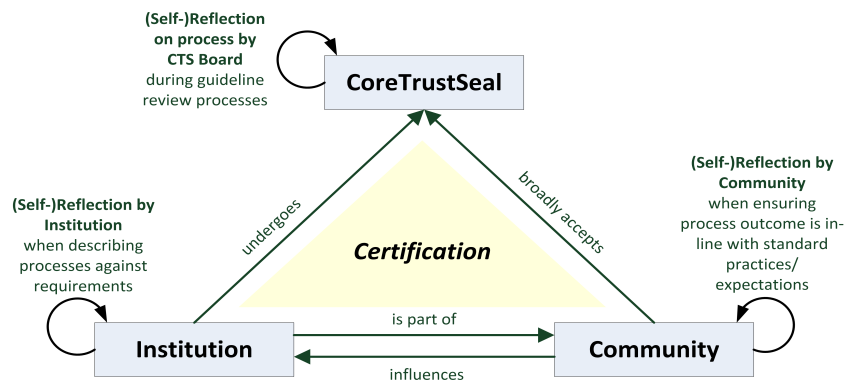 (Self-)Reflection
on process by
CTS Board
during guideline
review processes
CoreTrustSeal
(Self-)Reflection by
Community
when ensuring
process outcome is in-
line with standard
practices/
expectations
(Self-)Reflection by
Institution
when describing
processes against
requirements
undergoes
broadly accepts
Certification
Institution
is part of
influences
Community